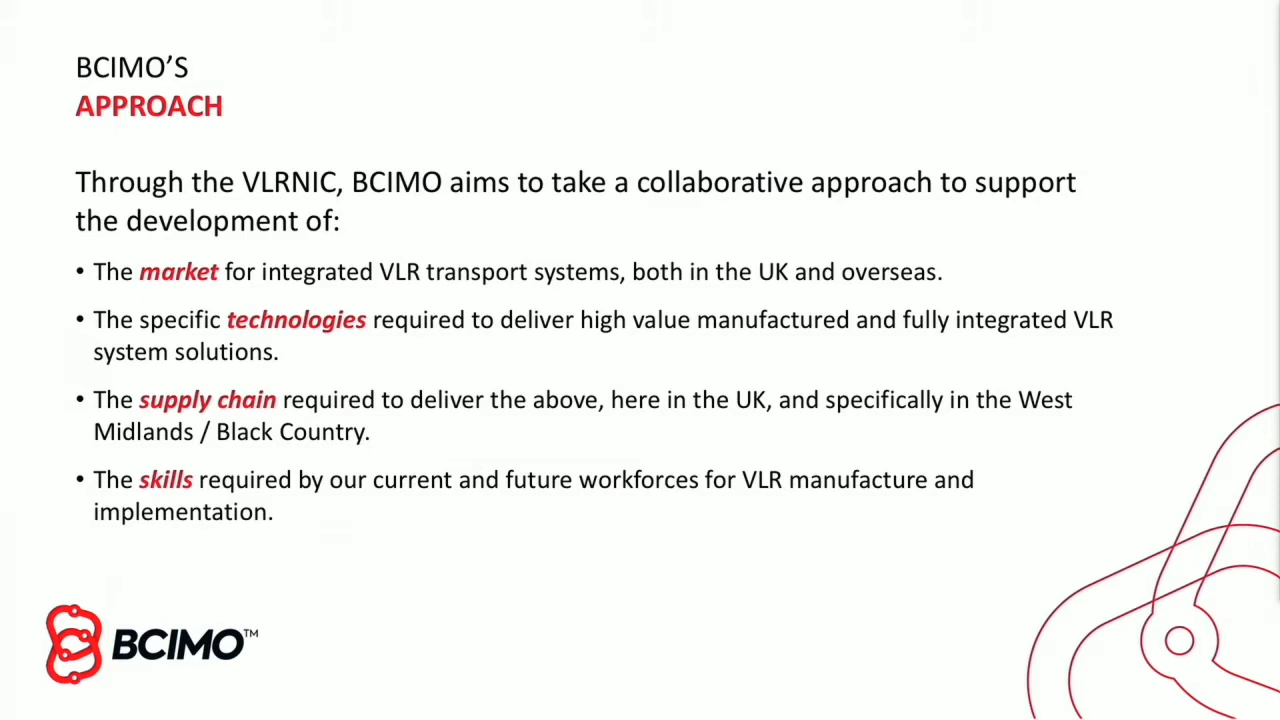 BCIMO’S
APPROACH
Through the VLRNIC, BCIMO aims to take a collaborative approach to support
the development of:
• The market for integrated VLR transport systems, both in the UK and overseas.
• The specific technologies required to deliver high value manufactured and fully integrated VLR
system solutions.
• The supply chain required to deliver the above, here in the UK, and specifically in the West
Midlands / Black Country.
• The skills required by our current and future workforces for VLR manufacture and
implementation.
BCIMO™